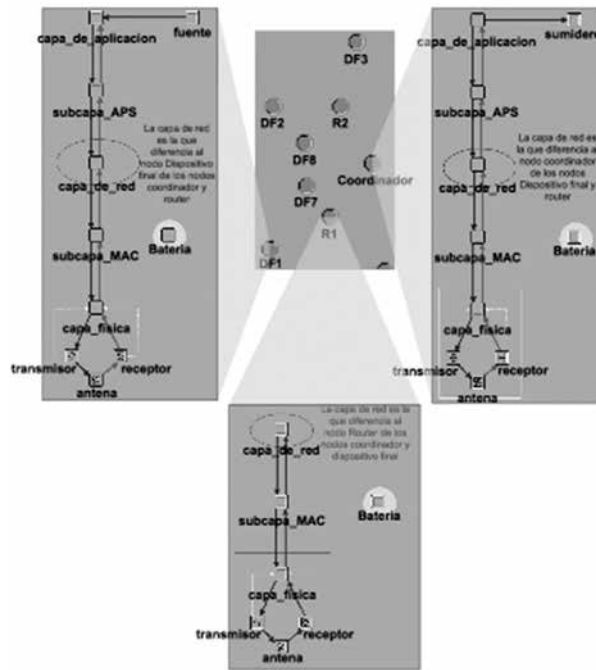 fuente
capa_de_aplicacion
subcapa_APS
La capa de red
es la que
diferencia al
nodo Dispositivo
final de los nodos
coordinador y
router
capa_de_red
subcapa_MAC
Bateria
capa_fisica
transmisor
receptor
antena
DF3
DF2
R2
DF8
Coordinador
DF7
R1
DF1
capa_de_aplicacion
sumidero
subcapa_APS
La capa de red es
la que diferencia al
nodo coordinador
de los nodos
Dispositivo final y
router
capa_de_red
subcapa_MAC
Bateria
capa_fisica
transmisor
receptor
antena
La capa de red es la
que diferencia al
nodo Router de los
nodos coordinador y
dispositivo final
capa_de_red
subcapa_MAC
Bateria
capa_fisica
transmisor
receptor
antena